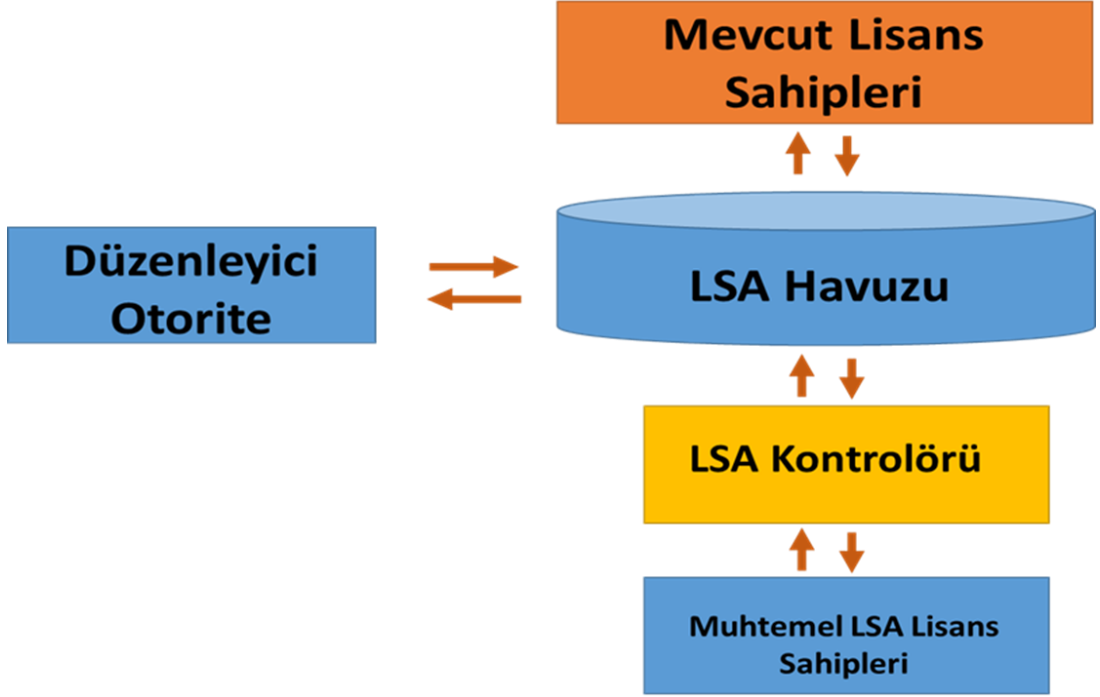 Mevcut Lisans
Sahipleri
Düzenleyici
Otorite
LSA Havuzu
LSA Kontrolörü
Muhtemel LSA Lisans
Sahipleri